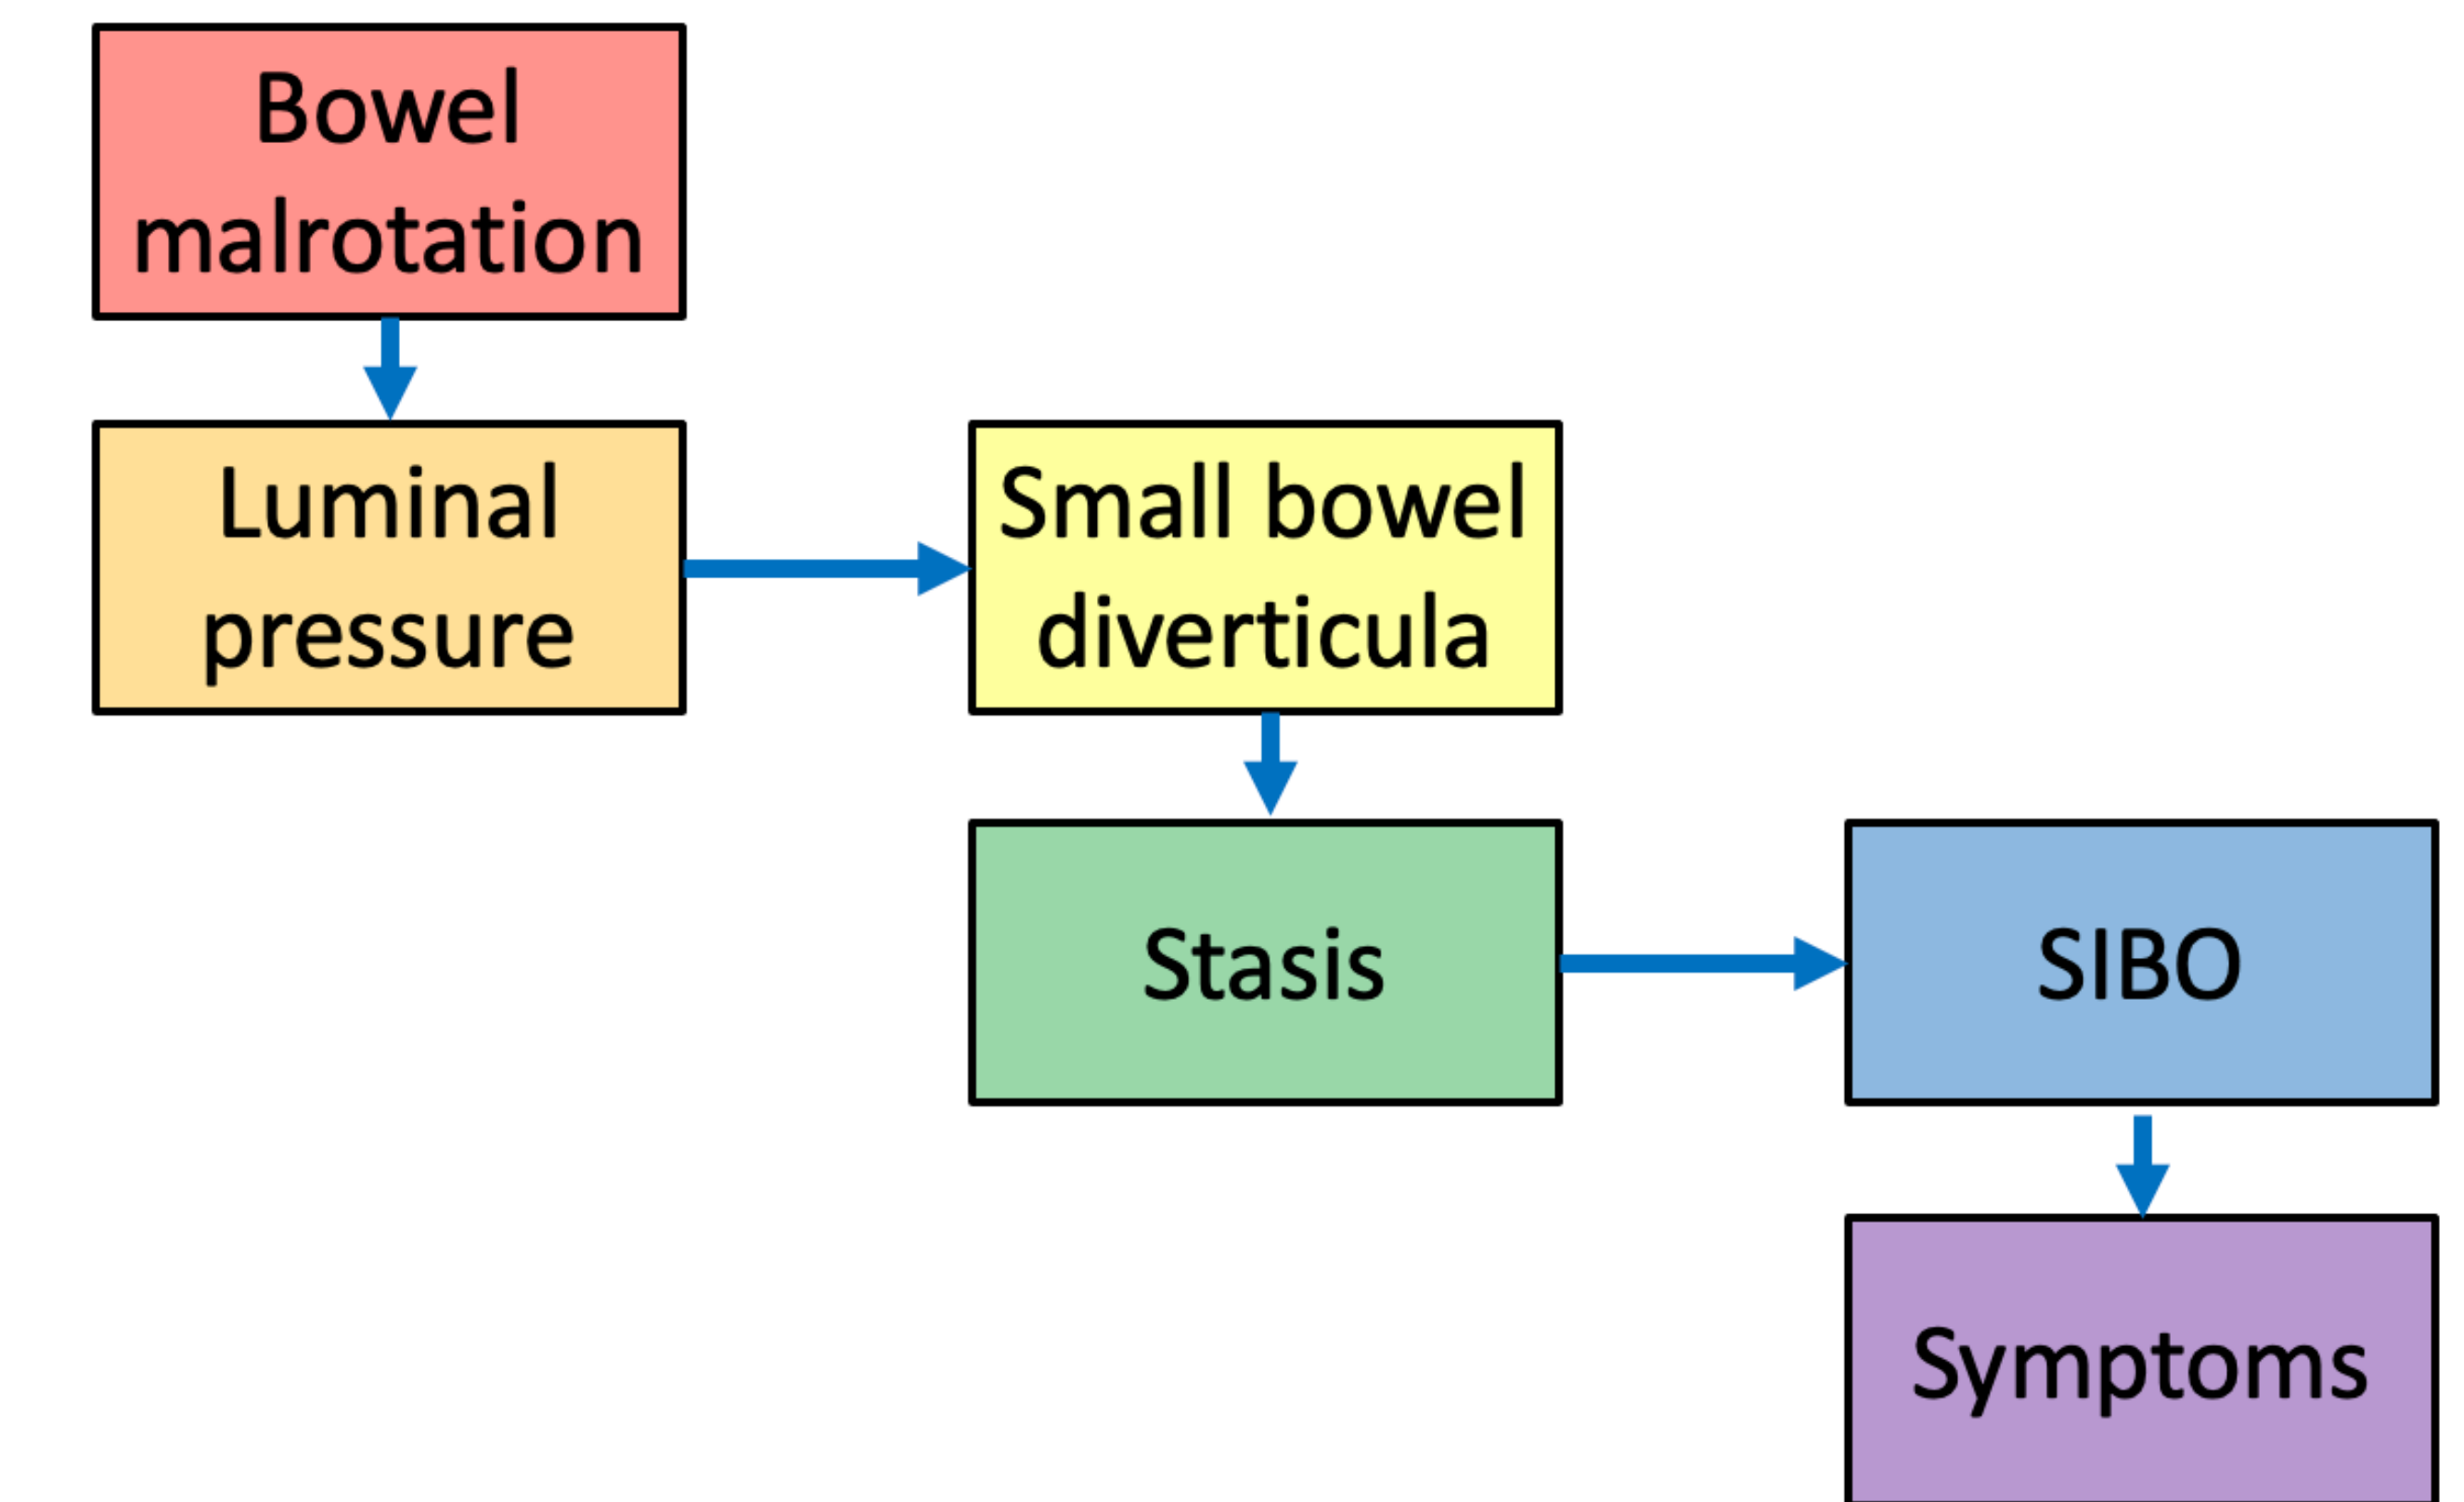 Bowel
malrotation
Luminal
pressure
Small bowel
diverticula
Stasis
SIBO
Symptoms